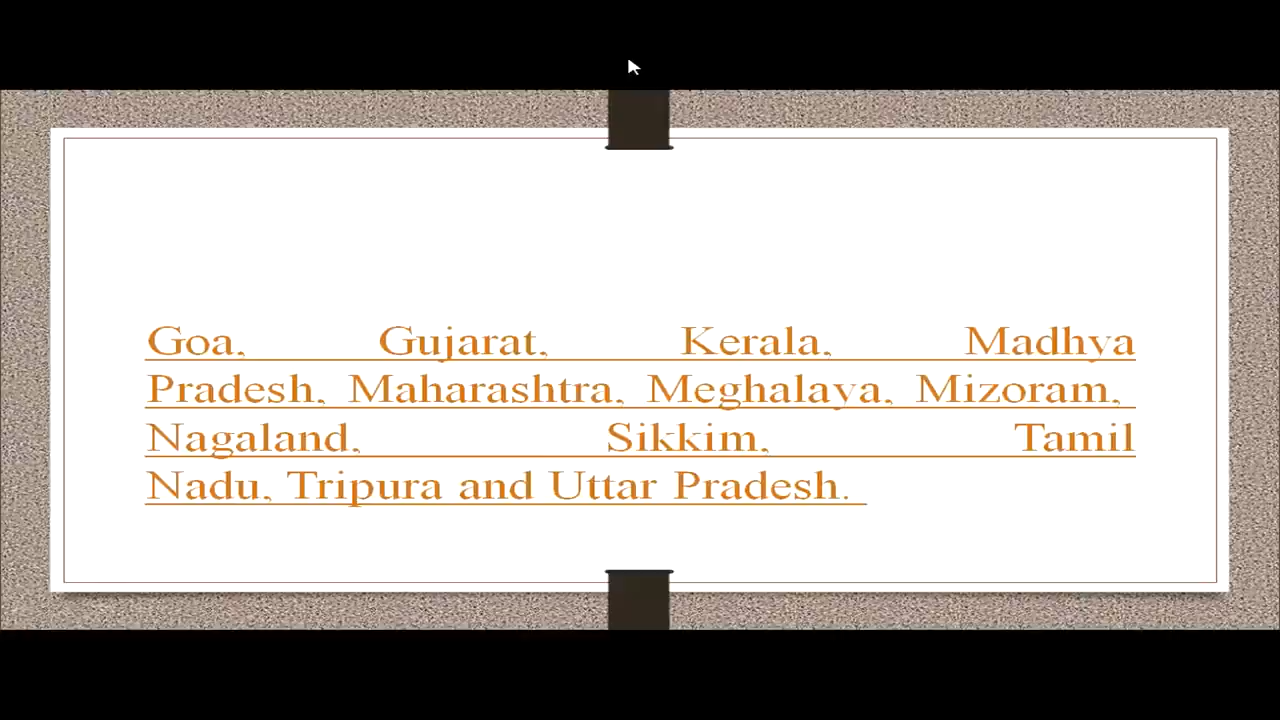 Goa, Gujarat, Kerala, Madhya
Pradesh, Maharashtra, Meghalaya, Mizoram,
Nagaland, Sikkim, Tamil
Nadu, Tripura and Uttar Pradesh.